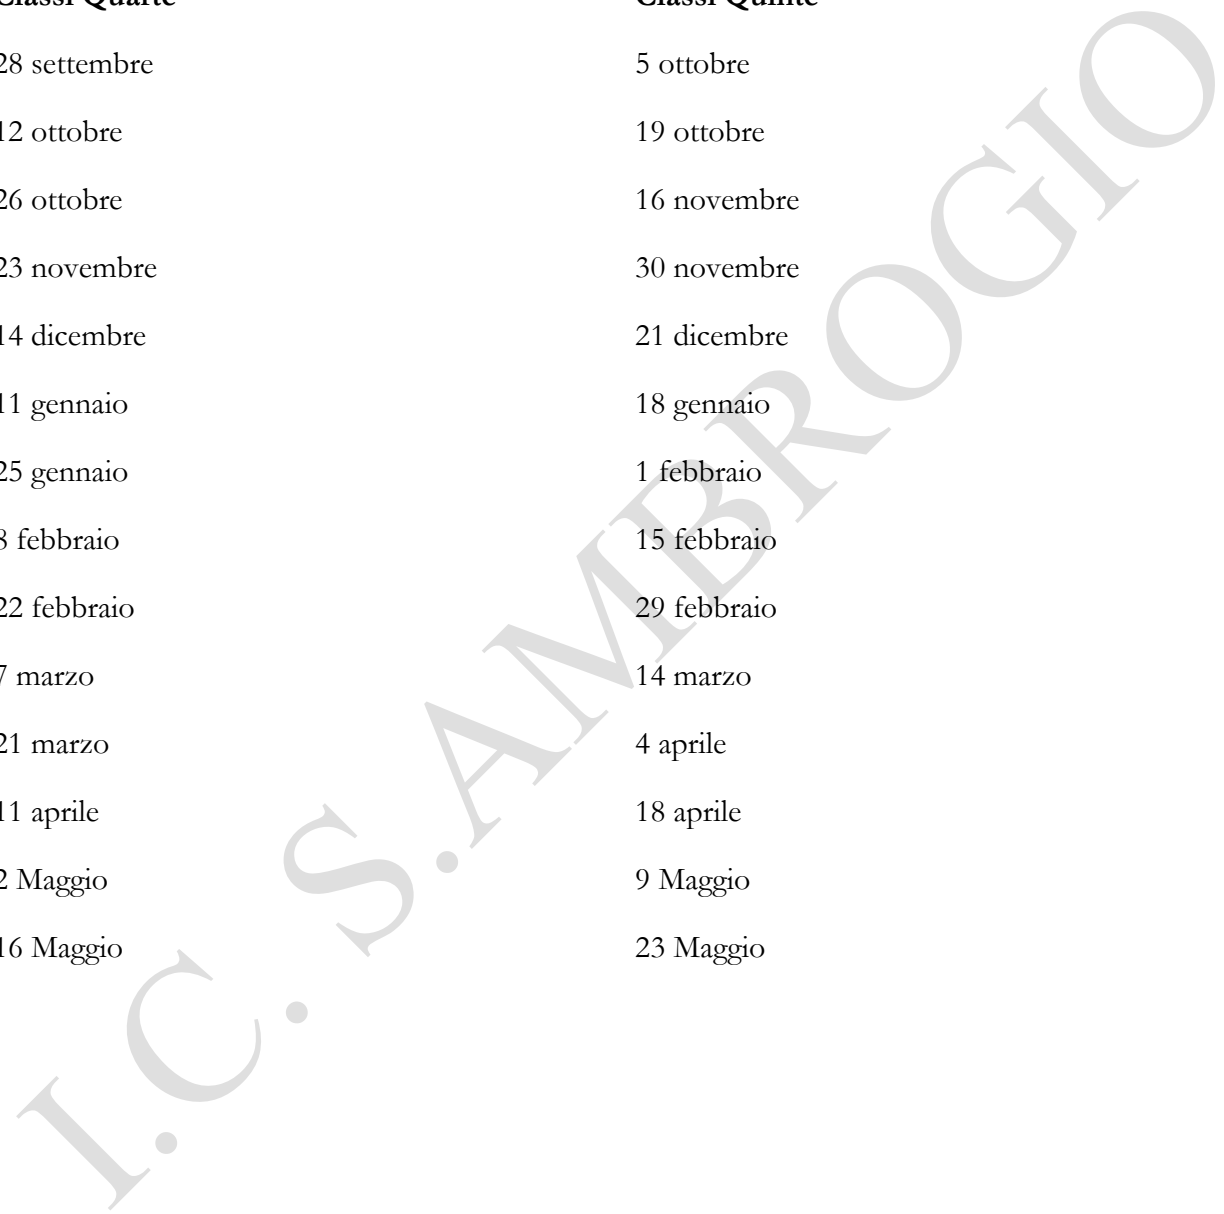 Classi Quarte Classi Quinte
28 settembre 5 ottobre
12 ottobre 19 ottobre
26 ottobre 16 novembre
23 novembre 30 novembre
14 dicembre 21 dicembre
11 gennaio 18 gennaio
25 gennaio 1 febbraio
8 febbraio 15 febbraio
22 febbraio 29 febbraio
7 marzo 14 marzo
21 marzo 4 aprile
11 aprile 18 aprile
2 Maggio 9 Maggio
16 Maggio 23 Maggio
I.C. S.AMBROGIO